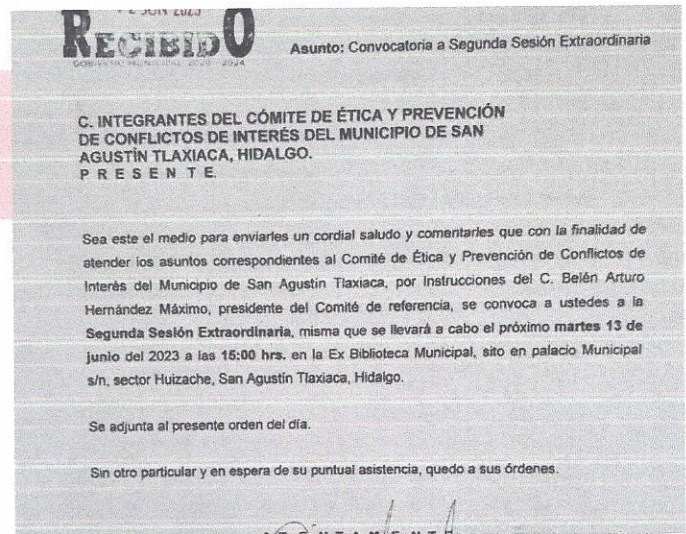 JUN 2023
RECIBIDO
GOBIERNO MUNICIPAL 2020 - 2024
Asunto: Convocatoria a Segunda Sesión Extraordinaria
C. INTEGRANTES DEL CÓMITE DE ÉTICA Y PREVENCIÓN
DE CONFLICTOS DE INTERÉS DEL MUNICIPIO DE SAN
AGUSTÍN TLAXIACA, HIDALGO.
P R E S E N T E.
Sea este el medio para enviarles un cordial saludo y comentarles que con la finalidad de
atender los asuntos correspondientes al Comité de Ética y Prevención de Conflictos de
Interés del Municipio de San Agustín Tlaxiaca, por Instrucciones del C. Belén Arturo
Hernández Máximo, presidente del Comité de referencia, se convoca a ustedes a la
Segunda Sesión Extraordinaria, misma que se llevará a cabo el próximo martes 13 de
junio del 2023 a las 15:00 hrs. en la Ex Biblioteca Municipal, sito en palacio Municipal
s/n, sector Huizache, San Agustín Tlaxiaca, Hidalgo.
Se adjunta al presente orden del día.
Sin otro particular y en espera de su puntual asistencia, quedo a sus órdenes.
A T E N T A M E N T E